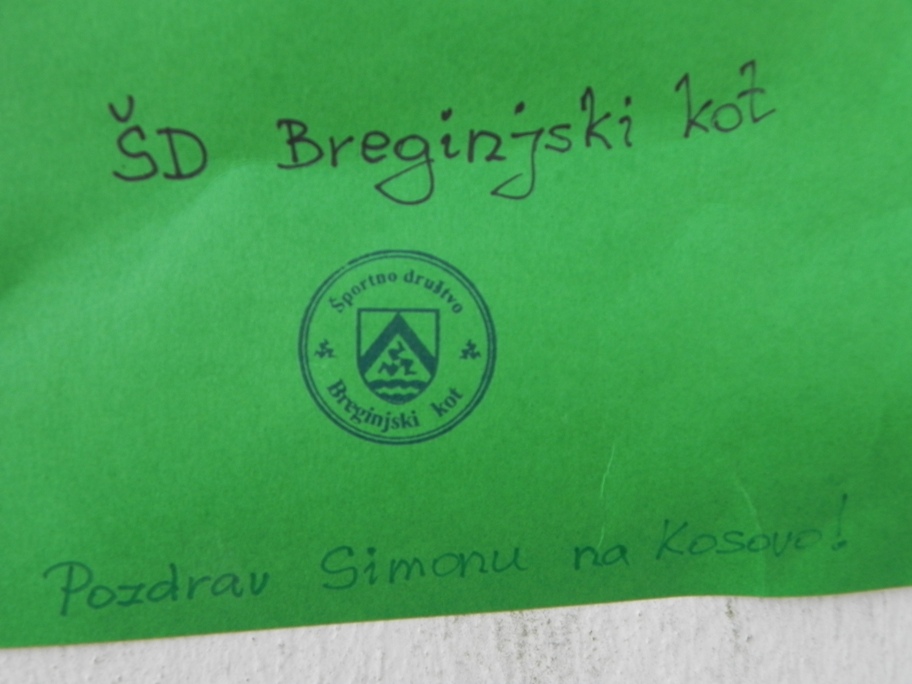 ŠD Breginjski kot
Športno društvo
Breginjski kot
Pozdrav Simonu na Kosovo!